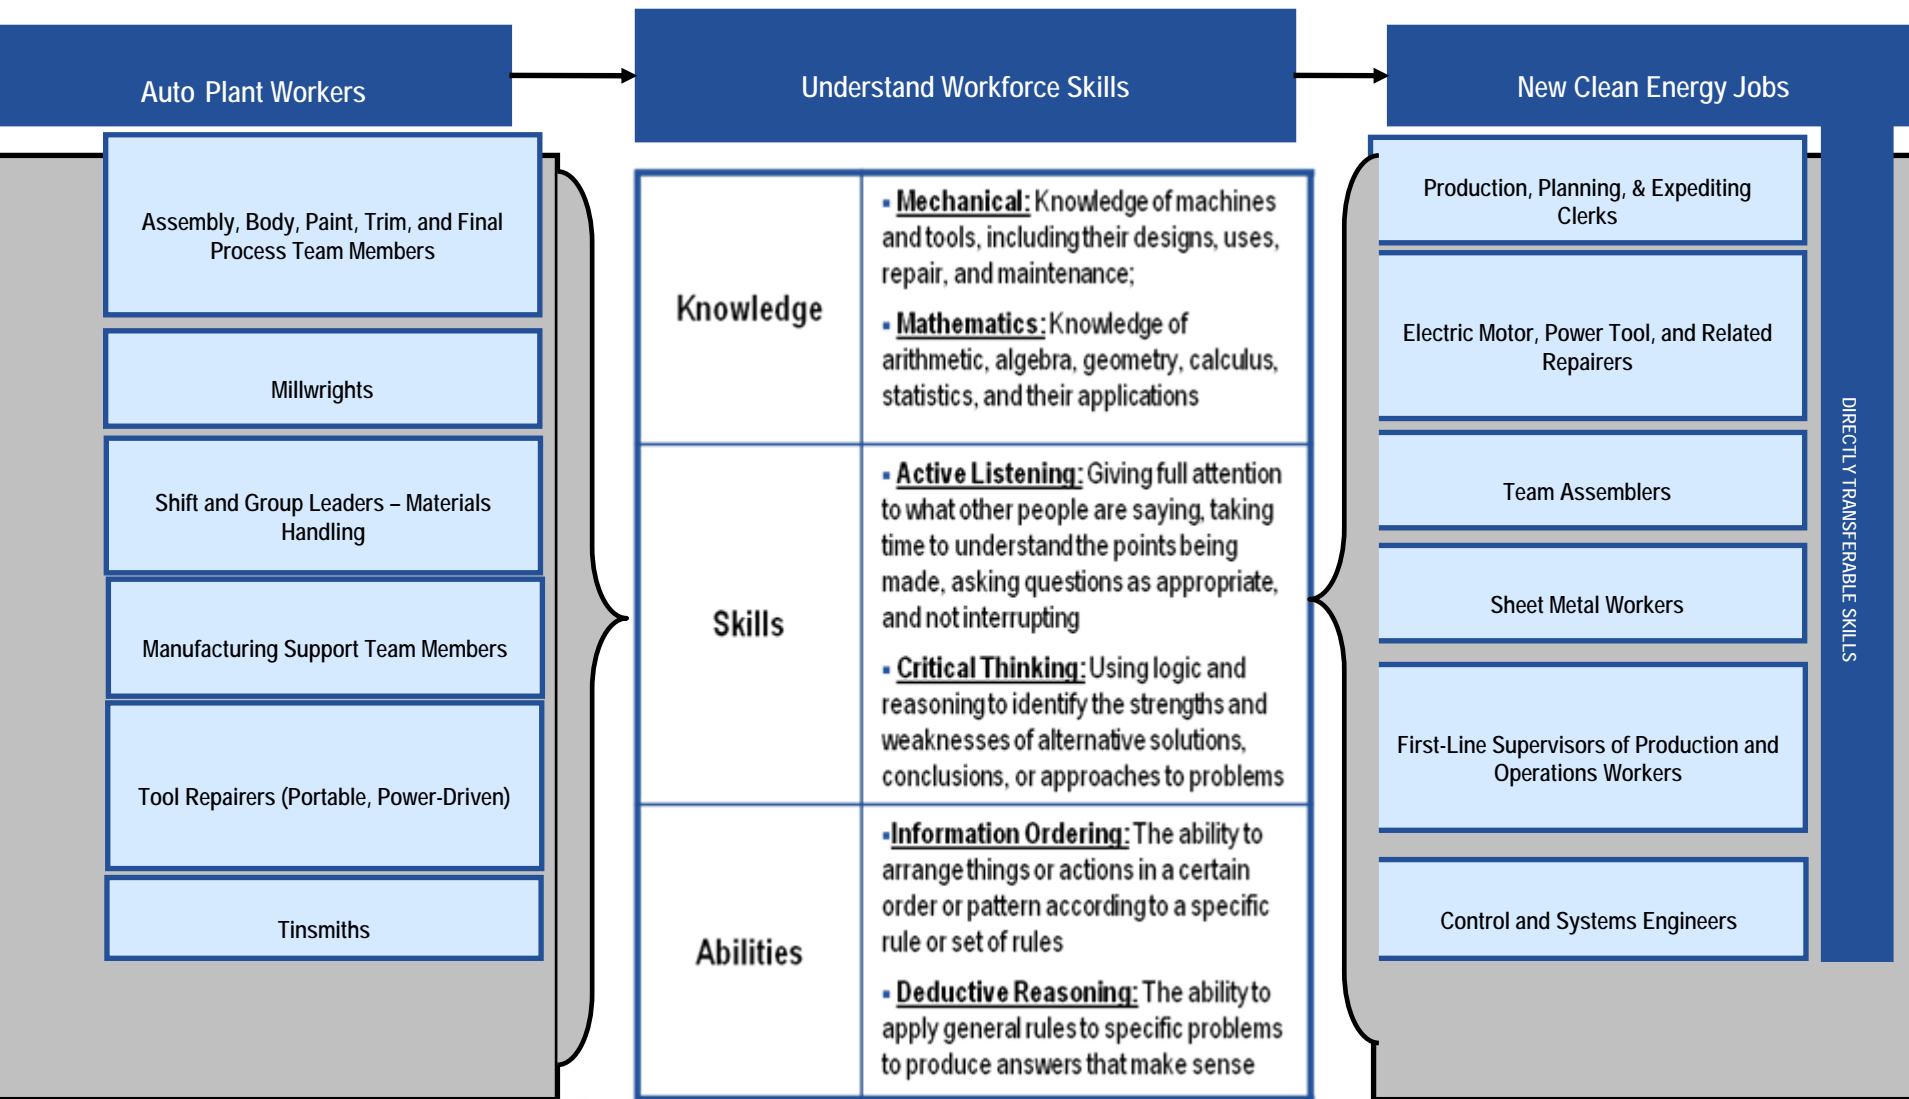 Auto Plant Workers
Understand Workforce Skills
New Clean Energy Jobs
Assembly, Body, Paint, Trim, and Final
Process Team Members
Millwrights
Shift and Group Leaders – Materials
Handling
Manufacturing Support Team Members
Tool Repairers (Portable, Power-Driven)
Tinsmiths
Knowledge
▪ Mechanical: Knowledge of machines
and tools, including their designs, uses,
repair, and maintenance;
▪ Mathematics: Knowledge of
arithmetic, algebra, geometry, calculus,
statistics, and their applications
Skills
▪ Active Listening: Giving full attention
to what other people are saying, taking
time to understand the points being
made, asking questions as appropriate,
and not interrupting
▪ Critical Thinking: Using logic and
reasoning to identify the strengths and
weaknesses of alternative solutions,
conclusions, or approaches to problems
Abilities
▪Information Ordering: The ability to
arrange things or actions in a certain
order or pattern according to a specific
rule or set of rules
▪ Deductive Reasoning: The ability to
apply general rules to specific problems
to produce answers that make sense
Production, Planning, & Expediting
Clerks
Electric Motor, Power Tool, and Related
Repairers
Team Assemblers
Sheet Metal Workers
First-Line Supervisors of Production and
Operations Workers
Control and Systems Engineers
DIRECTLY TRANSFERABLE SKILLS